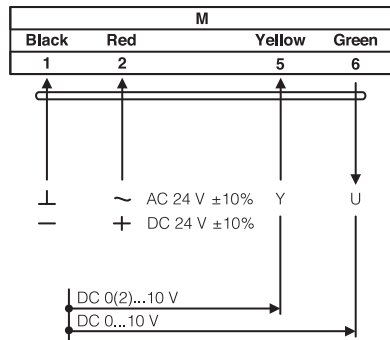 M
Black Red Yellow Green
1 2 5 6
⊥ ~ AC 24 V ±10% Y U
− + DC 24 V ±10%
DC 0(2)...10 V
DC 0...10 V